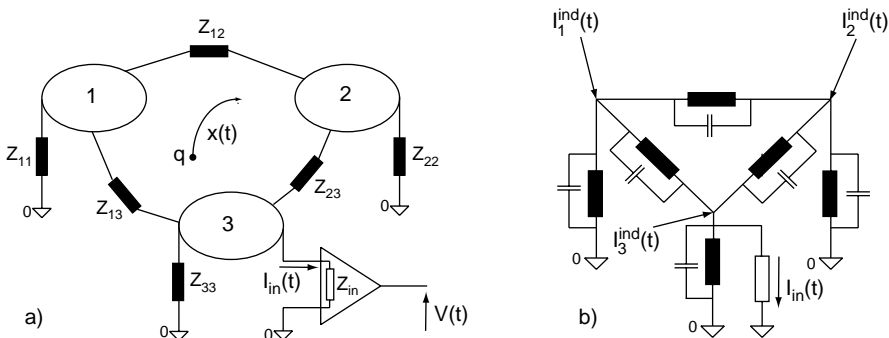 Z12
1
2
x(t)
q
Z11
Z22
0
0
Z13
Z23
3
Z33
Iin(t)
Zin
0
0
V(t)
a)
I1ind(t)
I2ind(t)
I3ind(t)
0
0
Iin(t)
0
b)